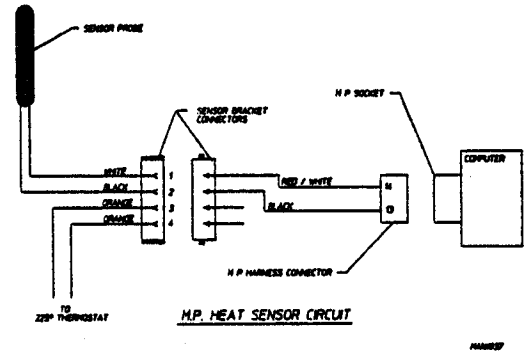 SENSOR PROBE
M P SOCKET
SENSOR BRACKET
CONNECTORS
COMPUTER
WHITE
1
RED / WHITE
BLACK
2
ORANGE
3
BLACK
ORANGE
4
M P HARNESS CONNECTOR
TO
225° THERMOSTAT
M.P. HEAT SENSOR CIRCUIT